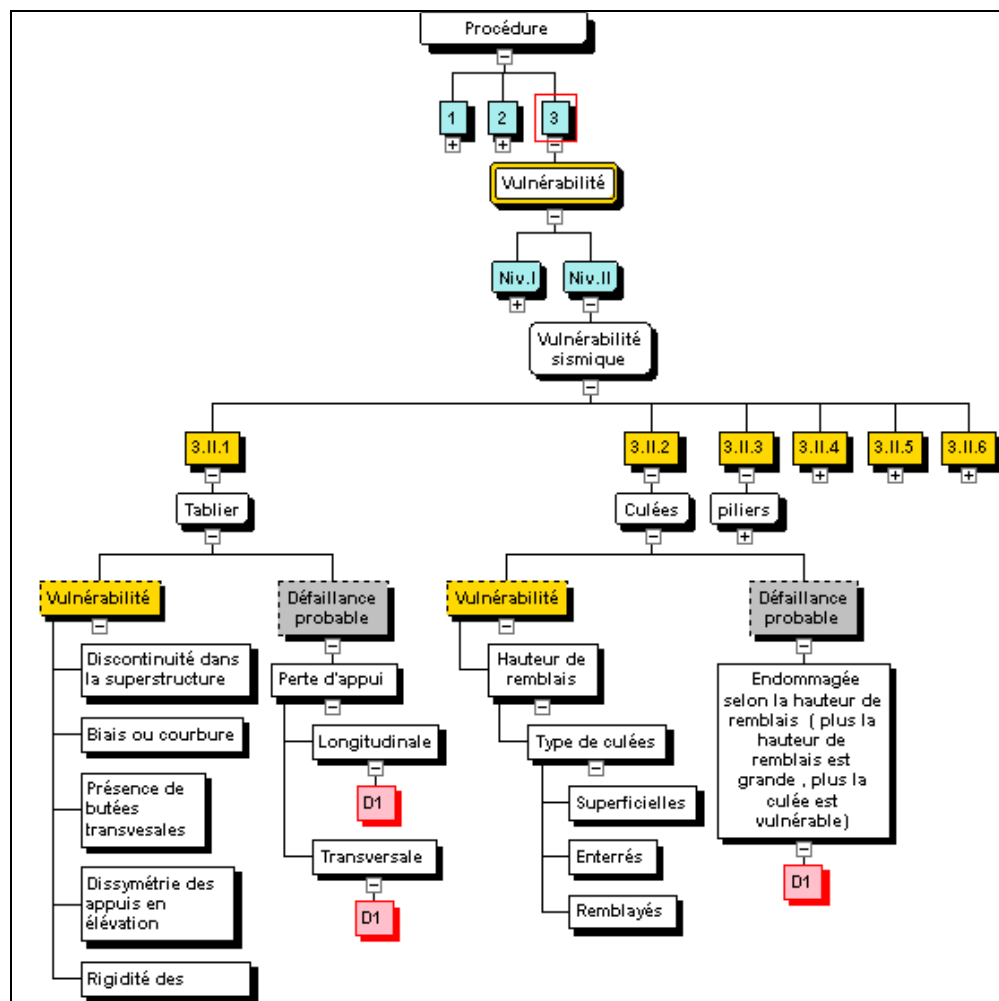 Procédure
1
2
3
Vulnérabilité
Niv.I
Niv.II
Vulnérabilité
sismique
3.II.1
3.II.2
3.II.3
3.II.4
3.II.5
3.II.6
Tablier
Culées
piliers
Vulnérabilité
Défaillance
probable
Vulnérabilité
Défaillance
probable
Discontinuité dans
la superstructure
Biais ou courbure
Présence de
butées
transvesales
Dissymétrie des
appuis en
élévation
Rigidité des
Perte d'appui
Longitudinale
D1
Transversale
D1
Hauteur de
remblais
Type de culées
Superficielles
Enterrés
Remblayés
Endommagée
selon la hauteur de
remblais ( plus la
hauteur de
remblais est
grande , plus la
culée est
vulnérable)
D1